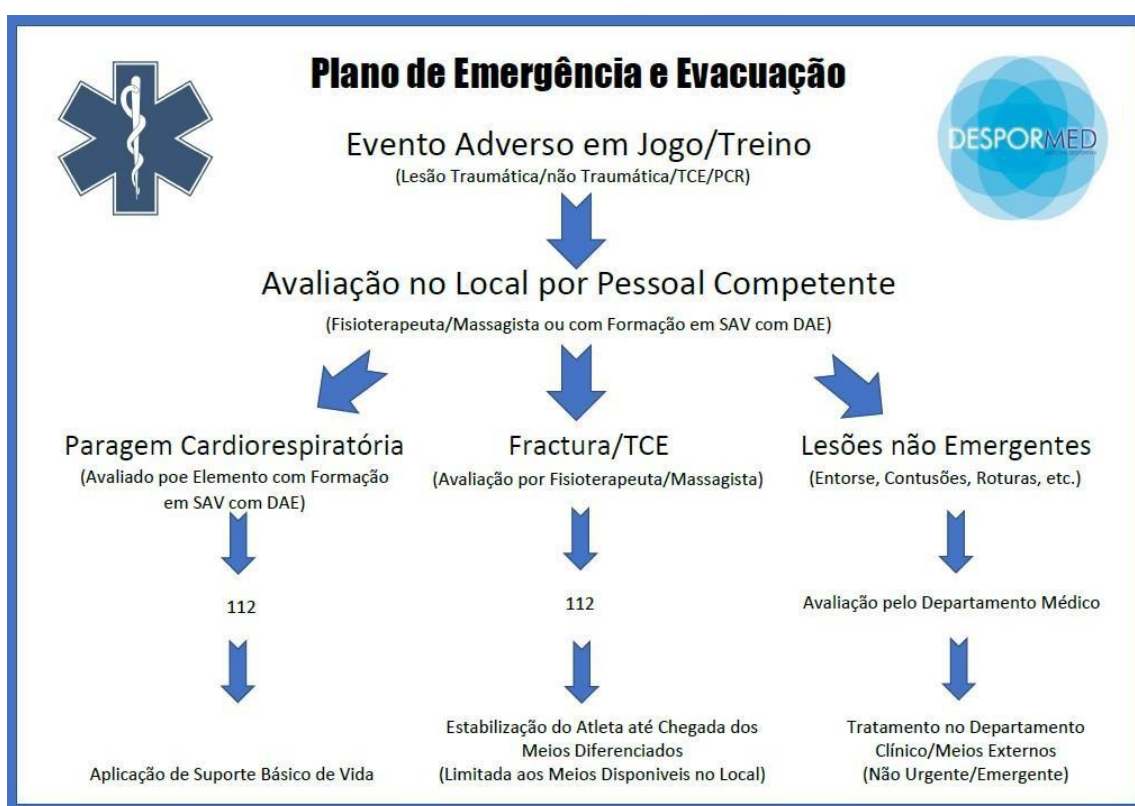 Plano de Emergência e Evacuação
DESPORMED
Evento Adverso em Jogo/Treino
(Lesão Traumática/não Traumática/TCE/PCR)
Avaliação no Local por Pessoal Competente
(Fisioterapeuta/Massagista ou com Formação em SAV com DAE)
Paragem Cardiorespiratória
(Avaliado poe Elemento com Formação
em SAV com DAE)
112
Aplicação de Suporte Básico de Vida
Fractura/TCE
(Avaliação por Fisioterapeuta/Massagista)
112
Estabilização do Atleta até Chegada dos
Meios Diferenciados
(Limitada aos Meios Disponiveis no Local)
Lesões não Emergentes
(Entorse, Contusões, Roturas, etc.)
Avaliação pelo Departamento Médico
Tratamento no Departamento
Clínico/Meios Externos
(Não Urgente/Emergente)